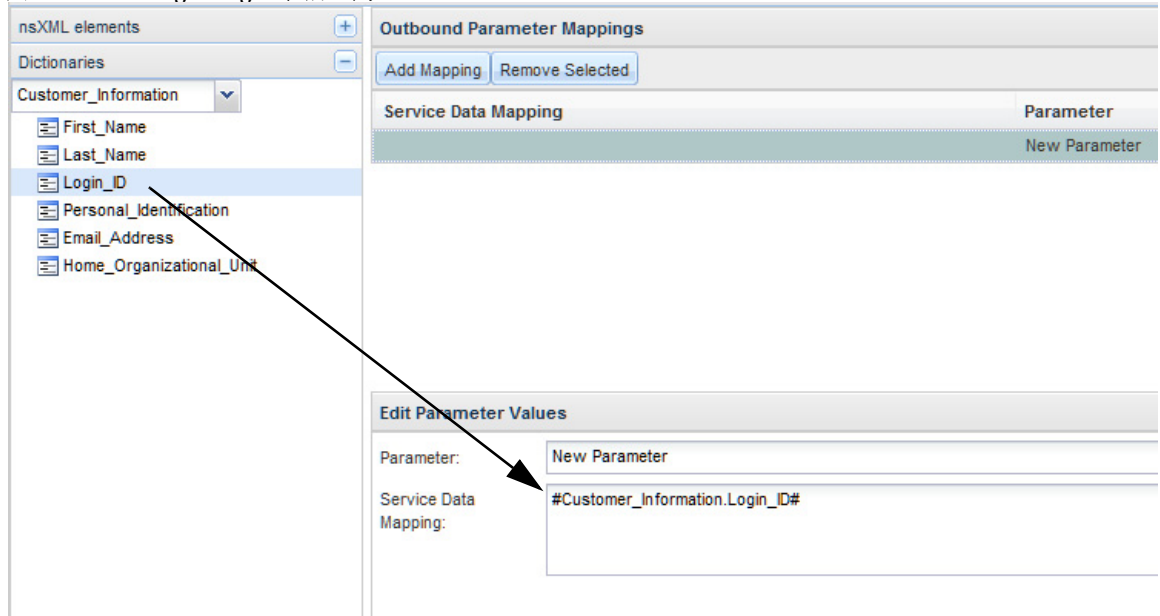 nsXML elements
Dictionaries
Customer_Information
First_Name
Last_Name
Login_ID
Personal_Identification
Email_Address
Home_Organizational_Unit
Outbound Parameter Mappings
Add Mapping Remove Selected
Service Data Mapping Parameter
New Parameter
Edit Parameter Values
Parameter: New Parameter
Service Data #Customer_Information.Login_ID#
Mapping: